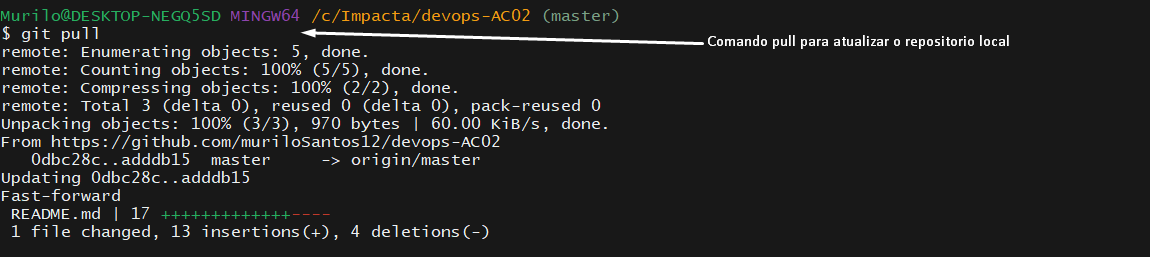 Murilo@DESKTOP-NEGQ5SD MINGW64 /c/Impacta/devops-AC02 (master)
$ git pull
Comando pull para atualizar o repositorio local
remote: Enumerating objects: 5, done.
remote: Counting objects: 100% (5/5), done.
remote: Compressing objects: 100% (2/2), done.
remote: Total 3 (delta 0), reused 0 (delta 0), pack-reused 0
Unpacking objects: 100% (3/3), 970 bytes | 60.00 KiB/s, done.
From https://github.com/muriloSantos12/devops-AC02
   0dbc28c..adddb15  master     -> origin/master
Updating 0dbc28c..adddb15
Fast-forward
 README.md | 17 +++++++++++++----
 1 file changed, 13 insertions(+), 4 deletions(-)